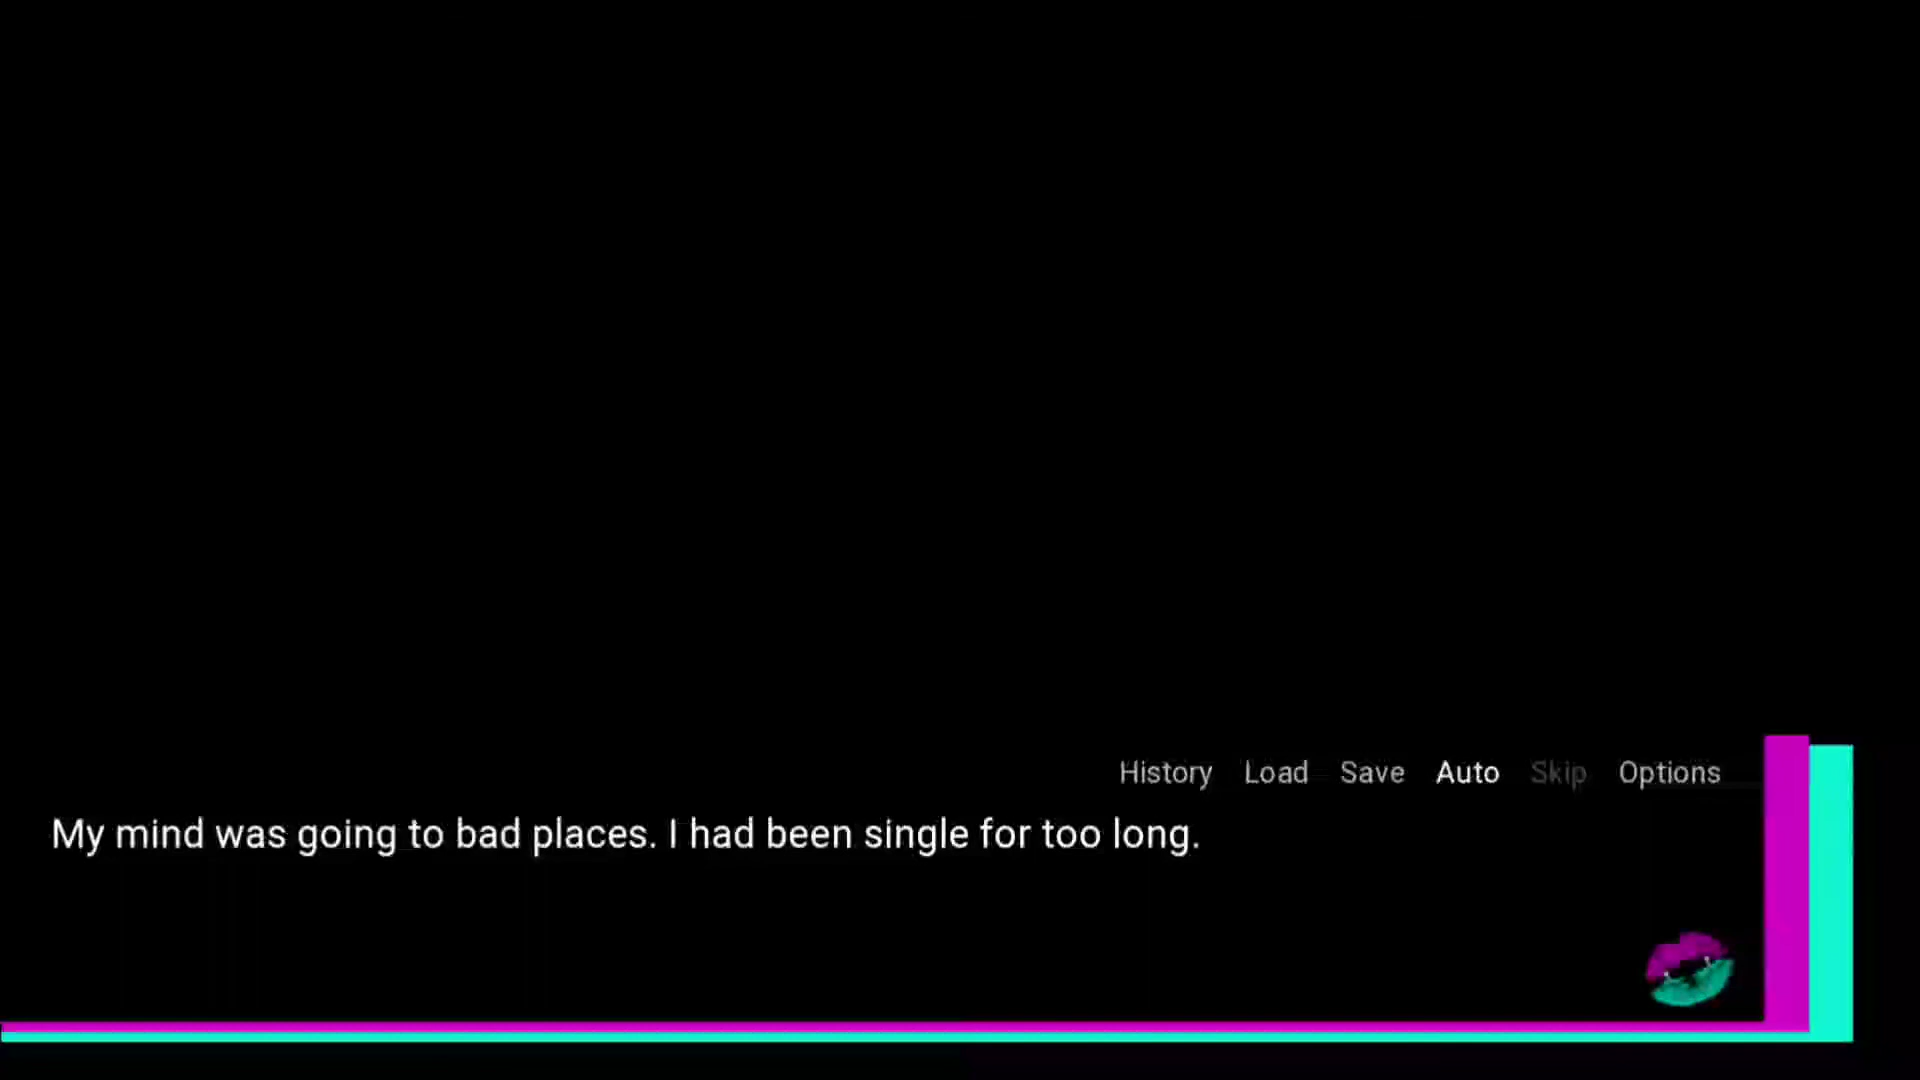 History Load Save Auto Skip Options
My mind was going to bad places. I had been single for too long.